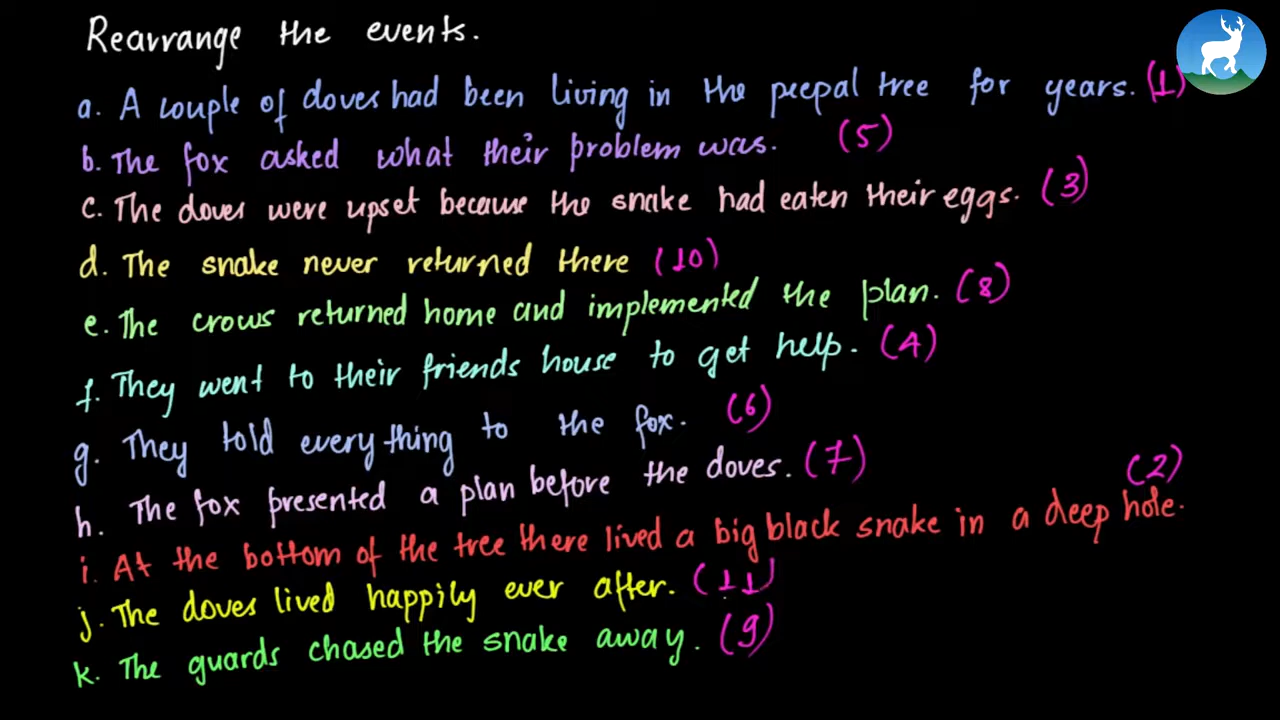 Rearrange the events.
a. A couple of doves had been living in the peepal tree for years. (1)
b. The fox asked what their problem was. (5)
c. The doves were upset because the snake had eaten their eggs. (3)
d. The snake never returned there (10)
e. The crows returned home and implemented the plan. (8)
f. They went to their friends house to get help. (4)
g. They told everything to the fox. (6)
h. The fox presented a plan before the doves. (7)
i. At the bottom of the tree there lived a big black snake in a deep hole. (2)
j. The doves lived happily ever after. (11)
k. The guards chased the snake away. (9)